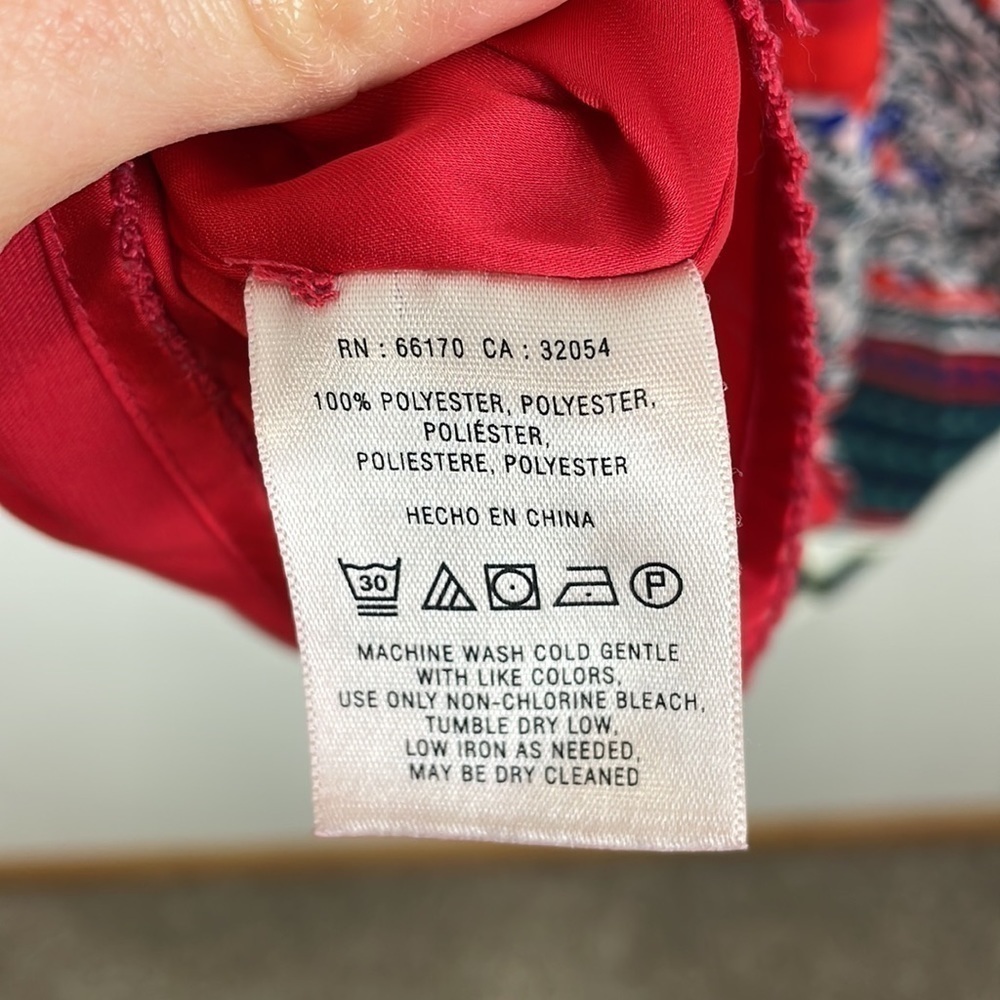 RN : 66170 CA : 32054
100% POLYESTER, POLYESTER,
POLIÉSTER,
POLIESTERE, POLYESTER
HECHO EN CHINA
30 P
MACHINE WASH COLD GENTLE
WITH LIKE COLORS,
USE ONLY NON-CHLORINE BLEACH,
TUMBLE DRY LOW,
LOW IRON AS NEEDED,
MAY BE DRY CLEANED